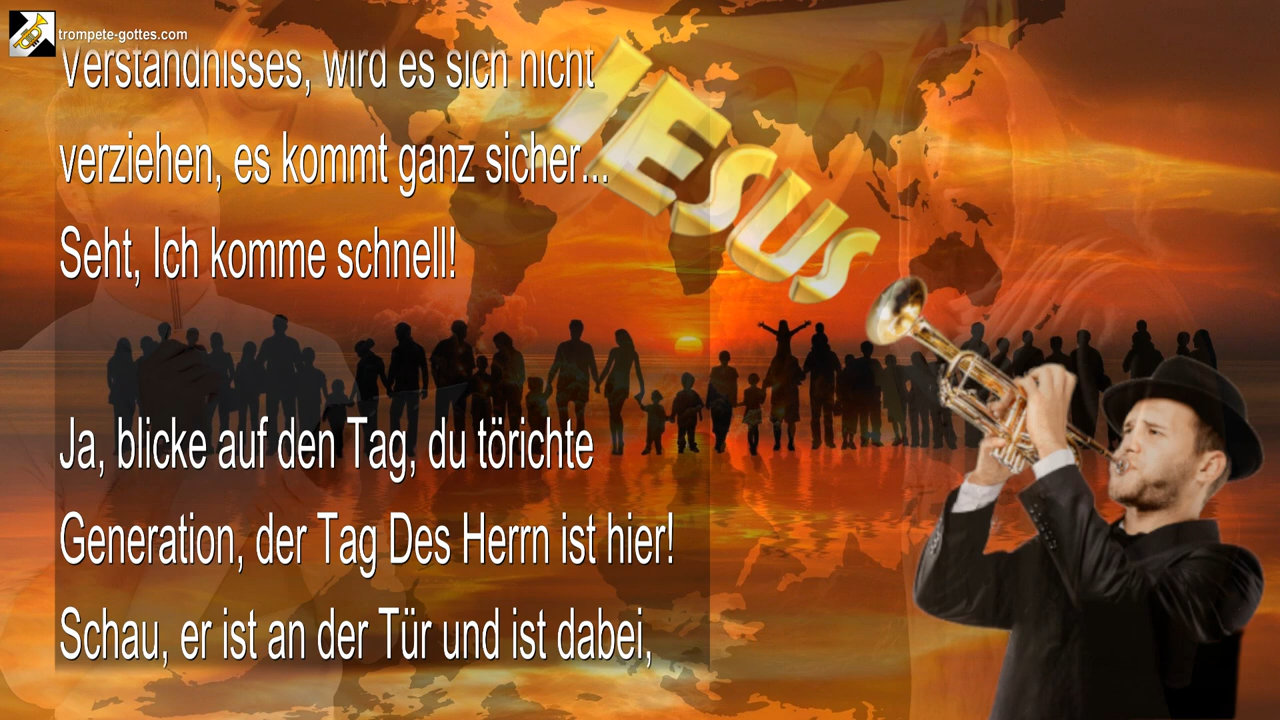 trompete-gottes.com
Verständnisses, wird es sich nicht
verziehen, es kommt ganz sicher...
Seht, Ich komme schnell!
Ja, blicke auf den Tag, du törichte
Generation, der Tag Des Herrn ist hier!
Schau, er ist an der Tür und ist dabei,
JESUS